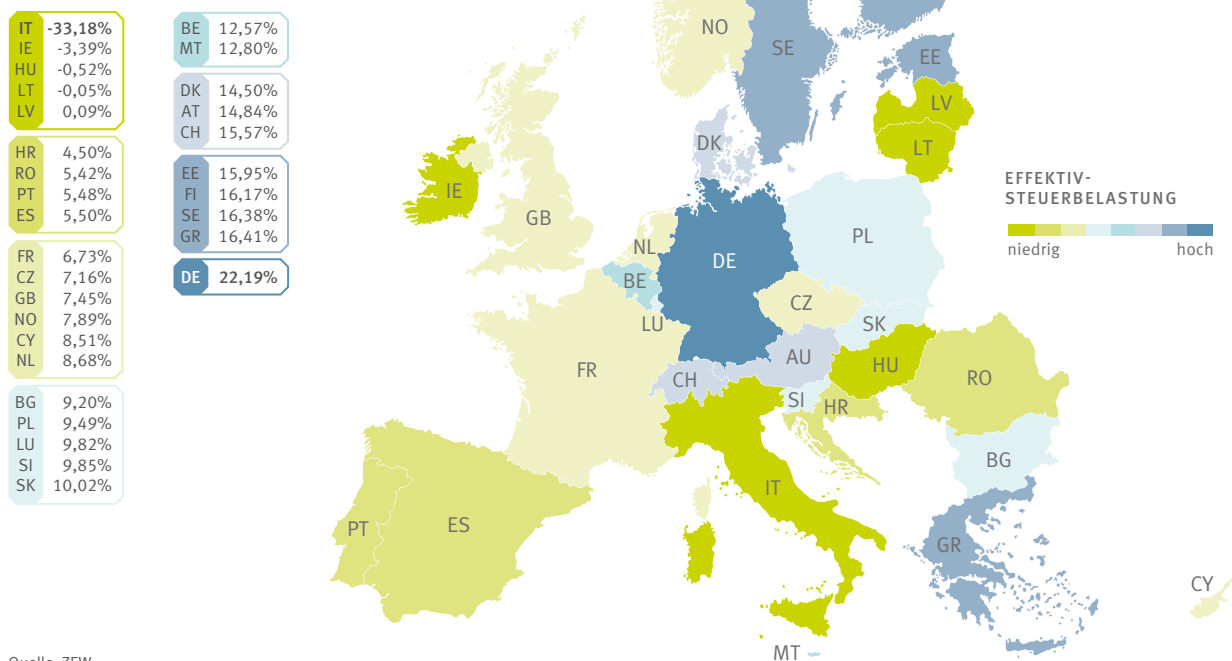 IT -33,18%
IE -3,39%
HU -0,52%
LT -0,05%
LV 0,09%
HR 4,50%
RO 5,42%
PT 5,48%
ES 5,50%
FR 6,73%
CZ 7,16%
GB 7,45%
NO 7,89%
CY 8,51%
NL 8,68%
BG 9,20%
PL 9,49%
LU 9,82%
SI 9,85%
SK 10,02%
BE 12,57%
MT 12,80%
DK 14,50%
AT 14,84%
CH 15,57%
EE 15,95%
FI 16,17%
SE 16,38%
GR 16,41%
DE 22,19%
NO
SE
EE
LV
LT
DK
IE
GB
NL
DE
PL
BE
LU
CZ
SK
FR
CH
AU
HU
RO
SI
HR
BG
IT
PT
ES
GR
CY
MT
EFFEKTIV-
STEUERBELASTUNG
niedrig hoch
Quelle: ZEW